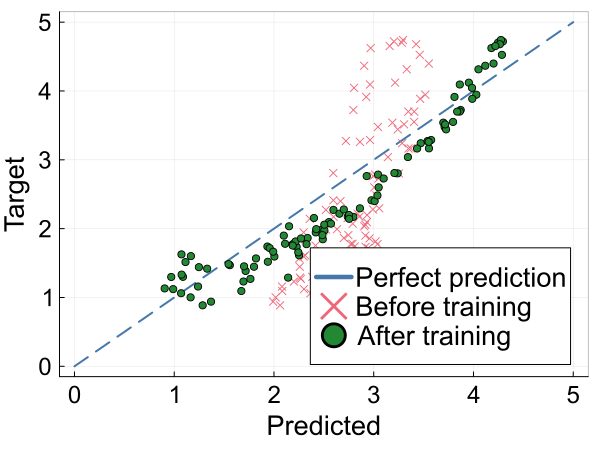 5
4
3
2
1
0
Target
Perfect prediction
Before training
After training
0 1 2 3 4 5
Predicted